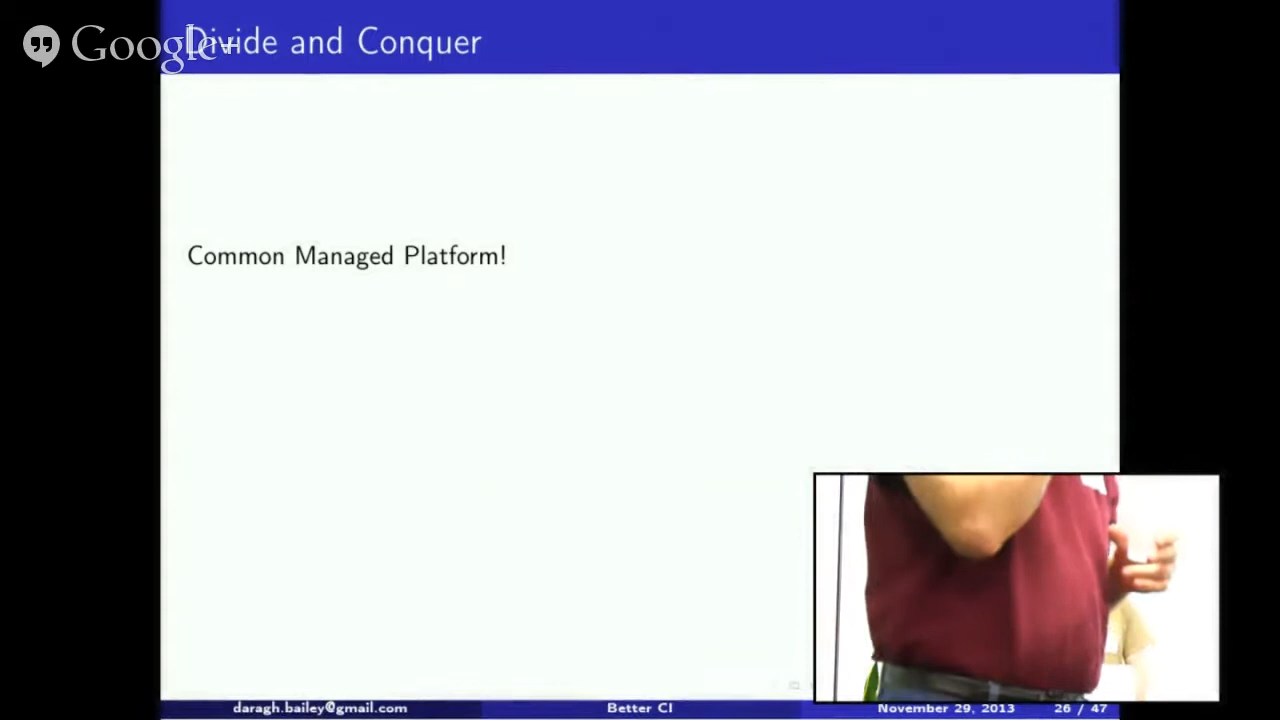 Google+
Divide and Conquer
Common Managed Platform!
daragh.bailey@gmail.com Better CI November 29, 2013 26 / 47